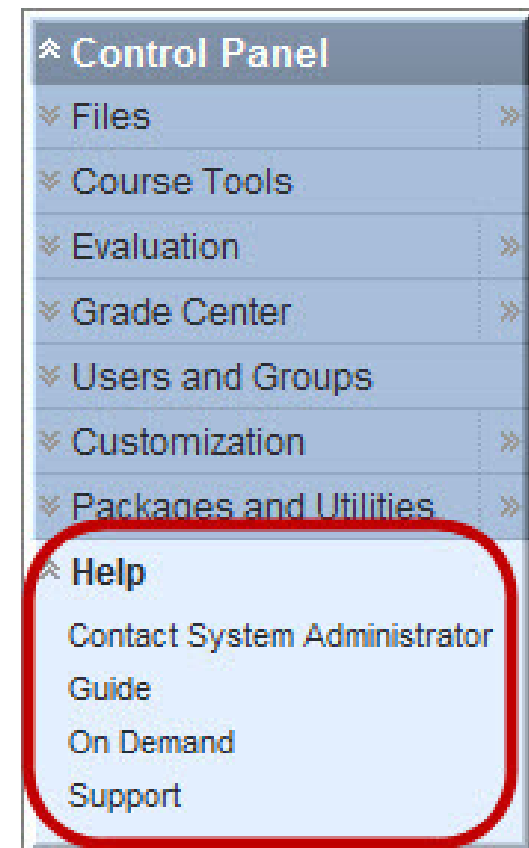 Control Panel
Files
Course Tools
Evaluation
Grade Center
Users and Groups
Customization
Packages and Utilities
Help
Contact System Administrator
Guide
On Demand
Support